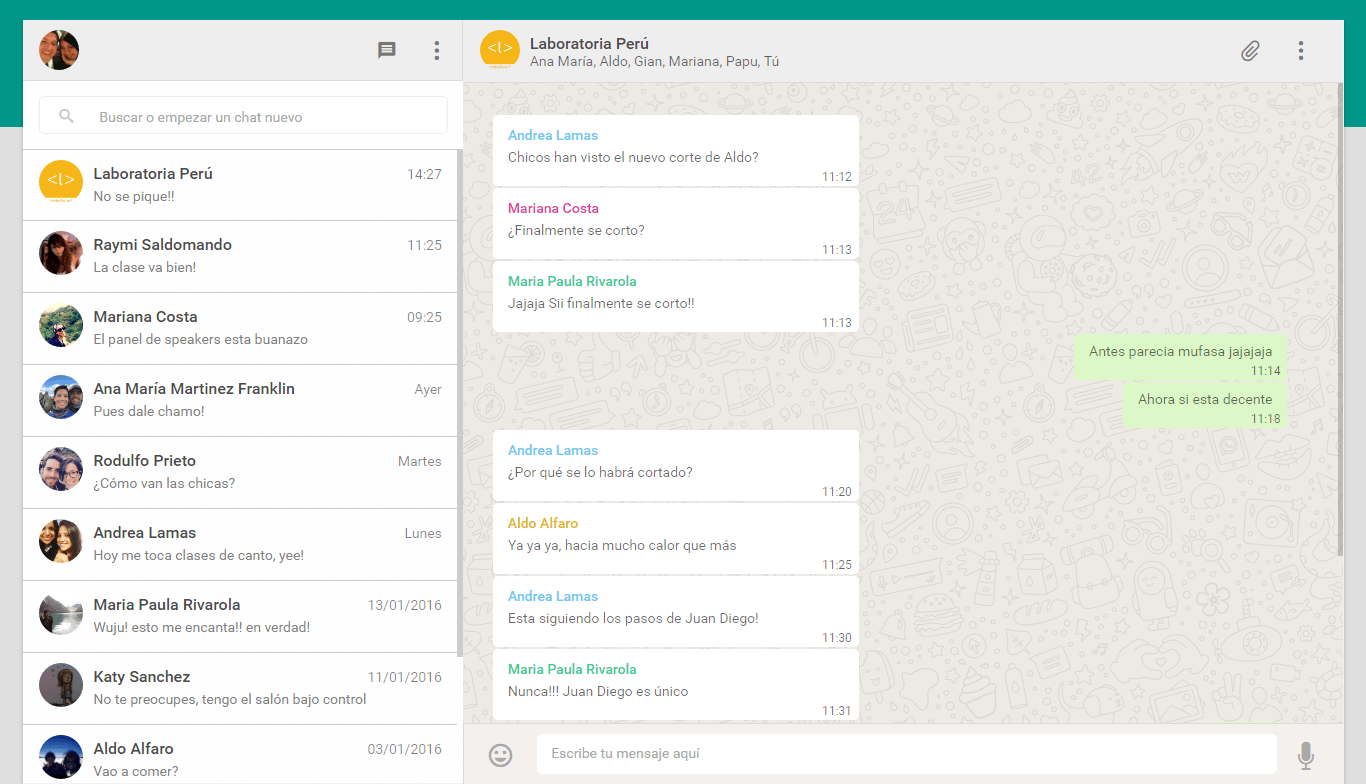 Buscar o empezar un chat nuevo
<l>
Laboratoria Perú
14:27
No se pique!!
Raymi Saldomando
11:25
La clase va bien!
Mariana Costa
09:25
El panel de speakers esta buanazo
Ana María Martinez Franklin
Ayer
Pues dale chamo!
Rodulfo Prieto
Martes
¿Cómo van las chicas?
Andrea Lamas
Lunes
Hoy me toca clases de canto, yee!
Maria Paula Rivarola
13/01/2016
Wuju! esto me encanta!! en verdad!
Katy Sanchez
11/01/2016
No te preocupes, tengo el salón bajo control
Aldo Alfaro
03/01/2016
Vao a comer?
<l>
Laboratoria Perú
Ana María, Aldo, Gian, Mariana, Papu, Tú
Andrea Lamas
Chicos han visto el nuevo corte de Aldo?
11:12
Mariana Costa
¿Finalmente se corto?
11:13
Maria Paula Rivarola
Jajaja Sii finalmente se corto!!
11:13
Antes parecia mufasa jajajaja
11:14
Ahora si esta decente
11:18
Andrea Lamas
¿Por qué se lo habrá cortado?
11:20
Aldo Alfaro
Ya ya ya, hacia mucho calor que más
11:25
Andrea Lamas
Esta siguiendo los pasos de Juan Diego!
11:30
Maria Paula Rivarola
Nunca!!! Juan Diego es único
11:31
Escribe tu mensaje aquí